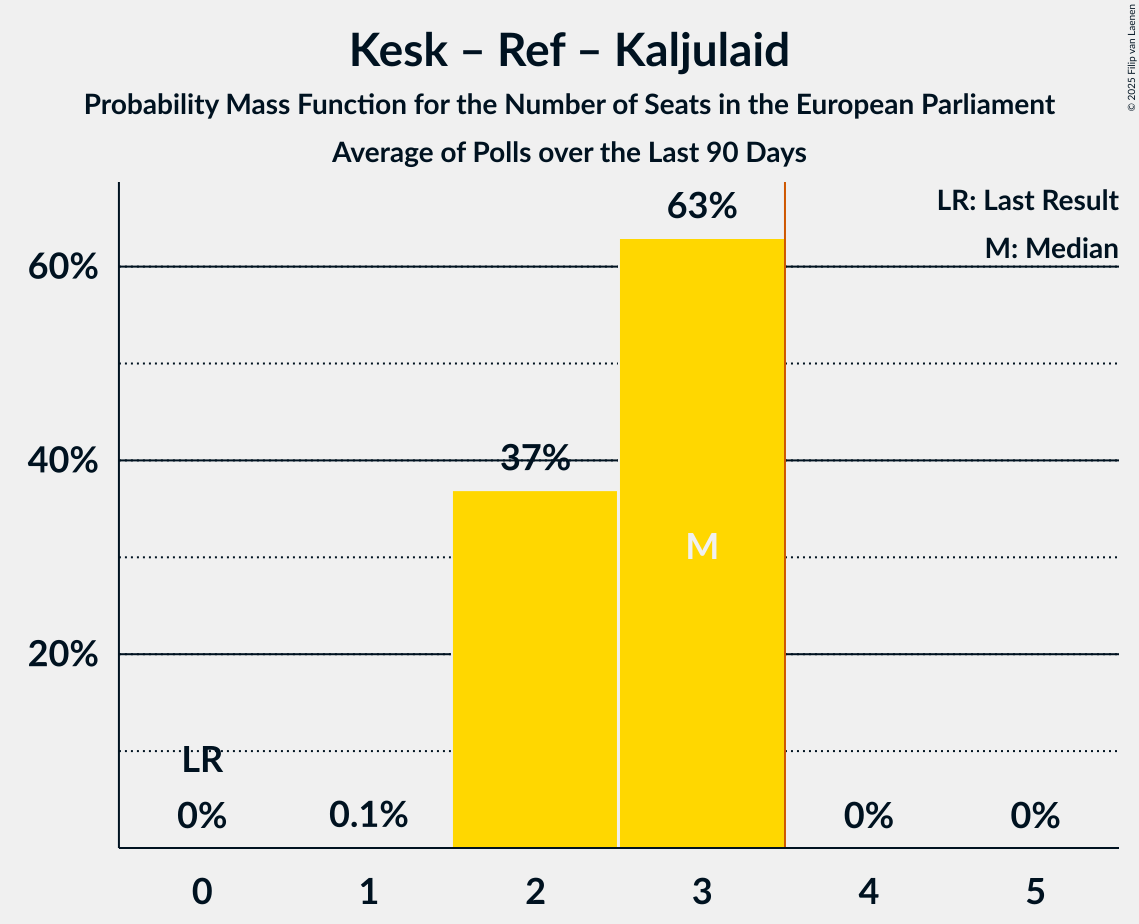 Kesk – Ref – Kaljulaid
Probability Mass Function for the Number of Seats in the European Parliament
Average of Polls over the Last 90 Days
© 2025 Filip van Laenen
LR: Last Result
M: Median
63%
60%
37%
40%
M
20%
LR
0%
0.1%
0%
0%
0
1
2
3
4
5